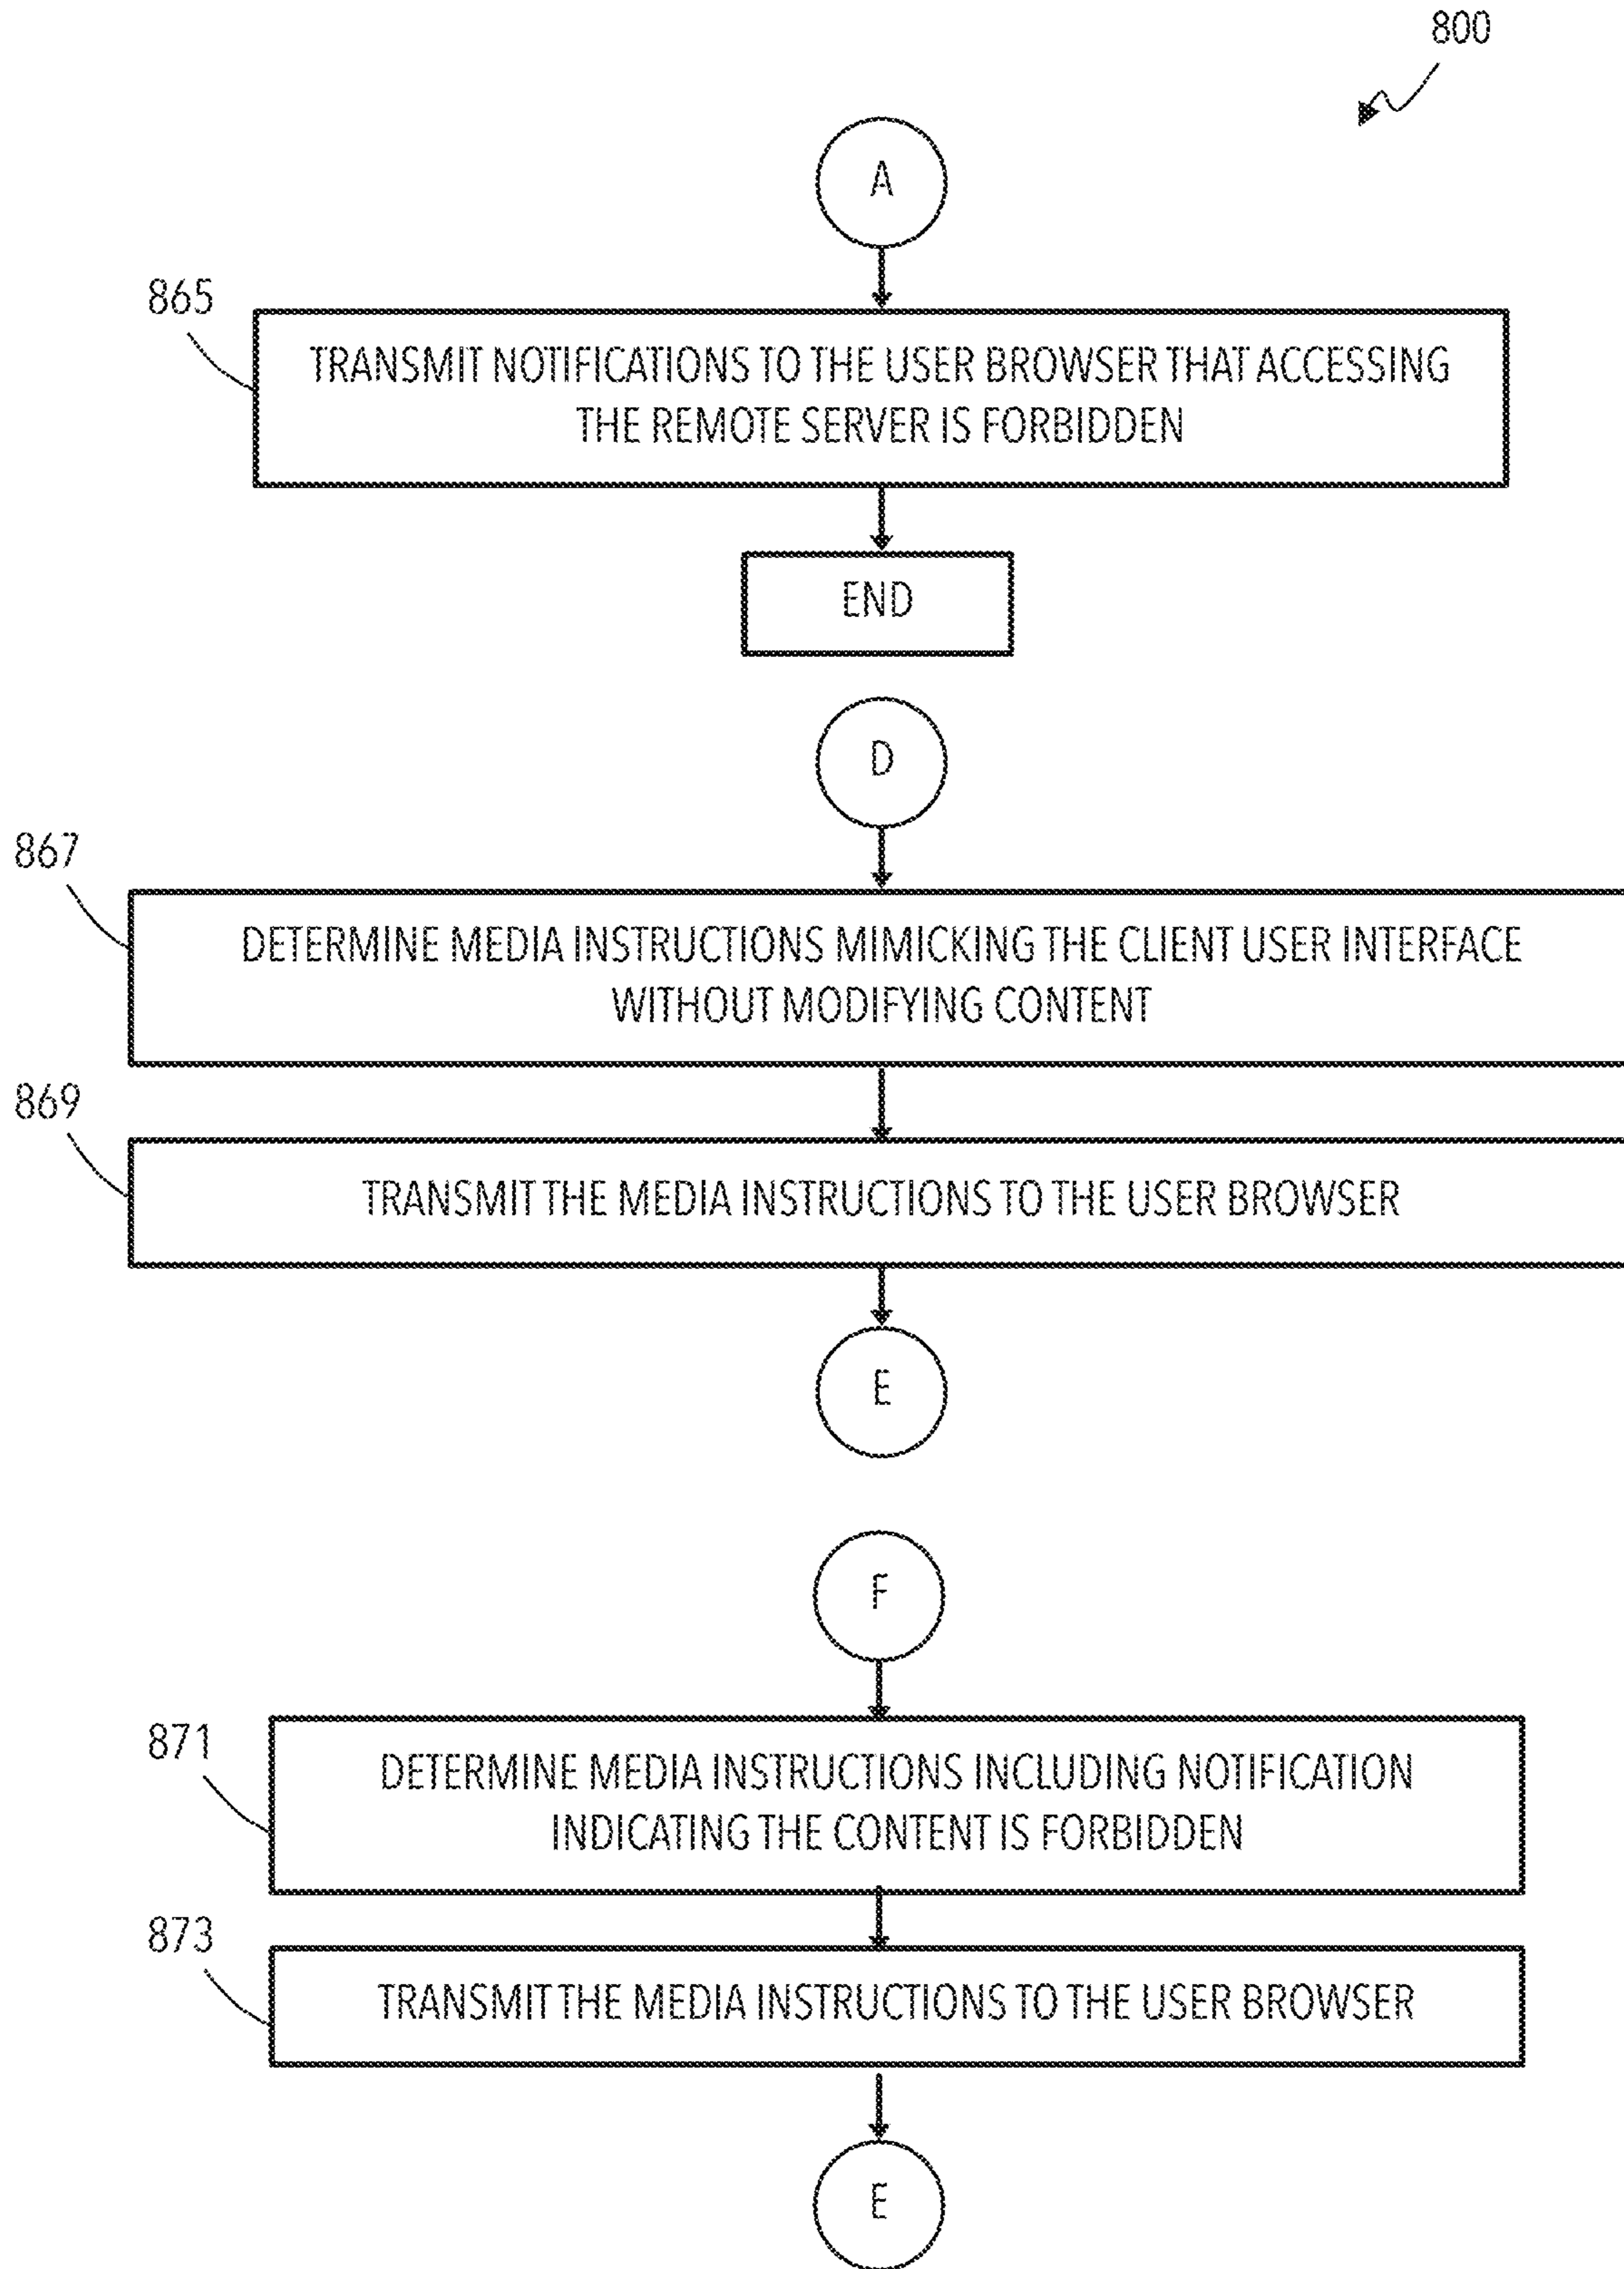 800
A
865
TRANSMIT NOTIFICATIONS TO THE USER BROWSER THAT ACCESSING
THE REMOTE SERVER IS FORBIDDEN
END
D
867
DETERMINE MEDIA INSTRUCTIONS MIMICKING THE CLIENT USER INTERFACE
WITHOUT MODIFYING CONTENT
869
TRANSMIT THE MEDIA INSTRUCTIONS TO THE USER BROWSER
E
F
871
DETERMINE MEDIA INSTRUCTIONS INCLUDING NOTIFICATION
INDICATING THE CONTENT IS FORBIDDEN
873
TRANSMIT THE MEDIA INSTRUCTIONS TO THE USER BROWSER
E